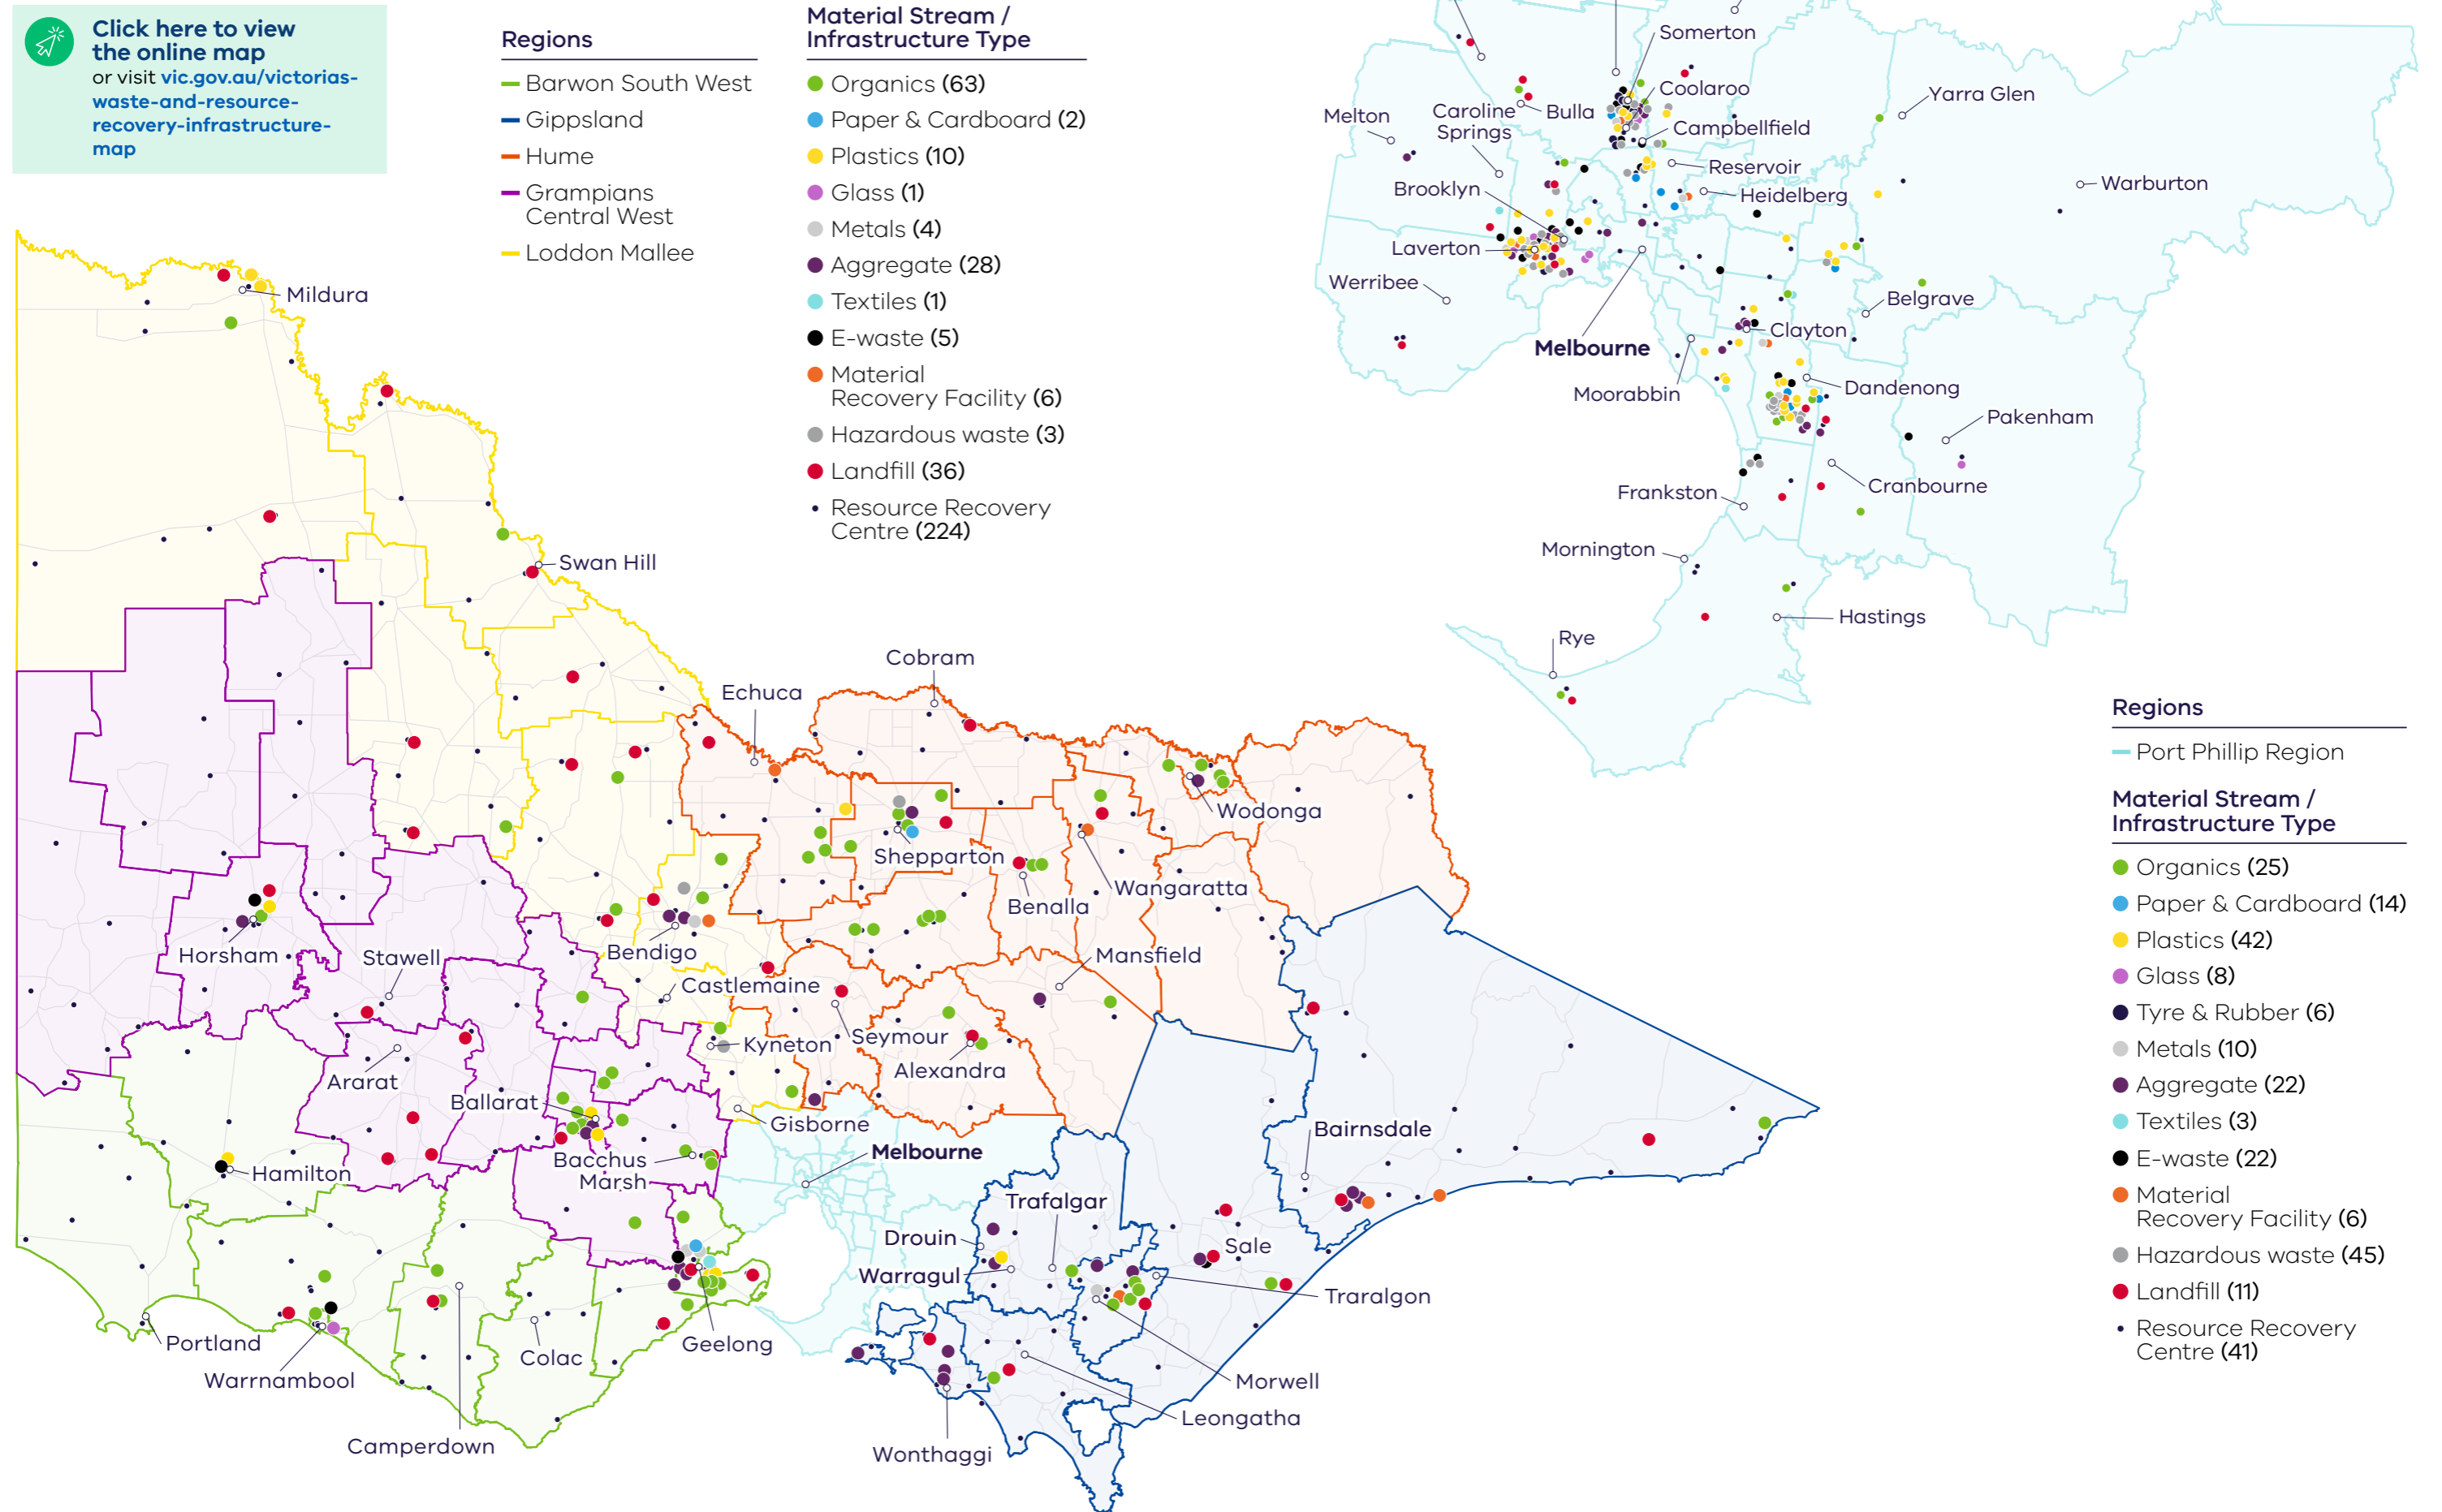 Click here to view
the online map
or visit vic.gov.au/victorias-
waste-and-resource-
recovery-infrastructure-
map
Regions
Barwon South West
Gippsland
Hume
Grampians
Central West
Loddon Mallee
Material Stream /
Infrastructure Type
Organics (63)
Paper & Cardboard (2)
Plastics (10)
Glass (1)
Metals (4)
Aggregate (28)
Textiles (1)
E-waste (5)
Material
Recovery Facility (6)
Hazardous waste (3)
Landfill (36)
Resource Recovery
Centre (224)
Somerton
Coolaroo
Yarra Glen
Melton
Caroline
Springs
Bulla
Campbellfield
Reservoir
Brooklyn
Heidelberg
Warburton
Laverton
Werribee
Belgrave
Clayton
Melbourne
Moorabbin
Dandenong
Pakenham
Frankston
Cranbourne
Mornington
Hastings
Rye
Regions
Port Phillip Region
Material Stream /
Infrastructure Type
Organics (25)
Paper & Cardboard (14)
Plastics (42)
Glass (8)
Tyre & Rubber (6)
Metals (10)
Aggregate (22)
Textiles (3)
E-waste (22)
Material
Recovery Facility (6)
Hazardous waste (45)
Landfill (11)
Resource Recovery
Centre (41)
Mildura
Swan Hill
Cobram
Echuca
Wodonga
Shepparton
Wangaratta
Benalla
Horsham
Stawell
Bendigo
Mansfield
Castlemaine
Seymour
Kyneton
Alexandra
Ararat
Ballarat
Gisborne
Bairnsdale
Melbourne
Bacchus
Marsh
Hamilton
Trafalgar
Drouin
Sale
Warragul
Traralgon
Portland
Geelong
Colac
Warrnambool
Morwell
Leongatha
Camperdown
Wonthaggi